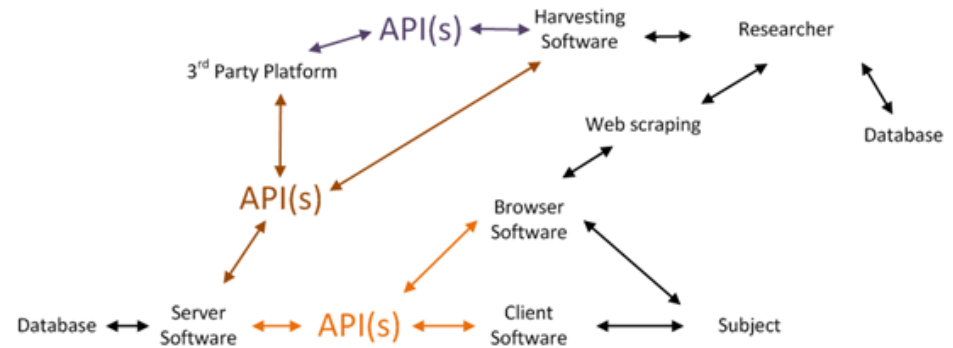 API(s)
Harvesting
Software
Researcher
3rd Party Platform
Web scraping
Database
API(s)
Browser
Software
Database
Server
Software
API(s)
Client
Software
Subject